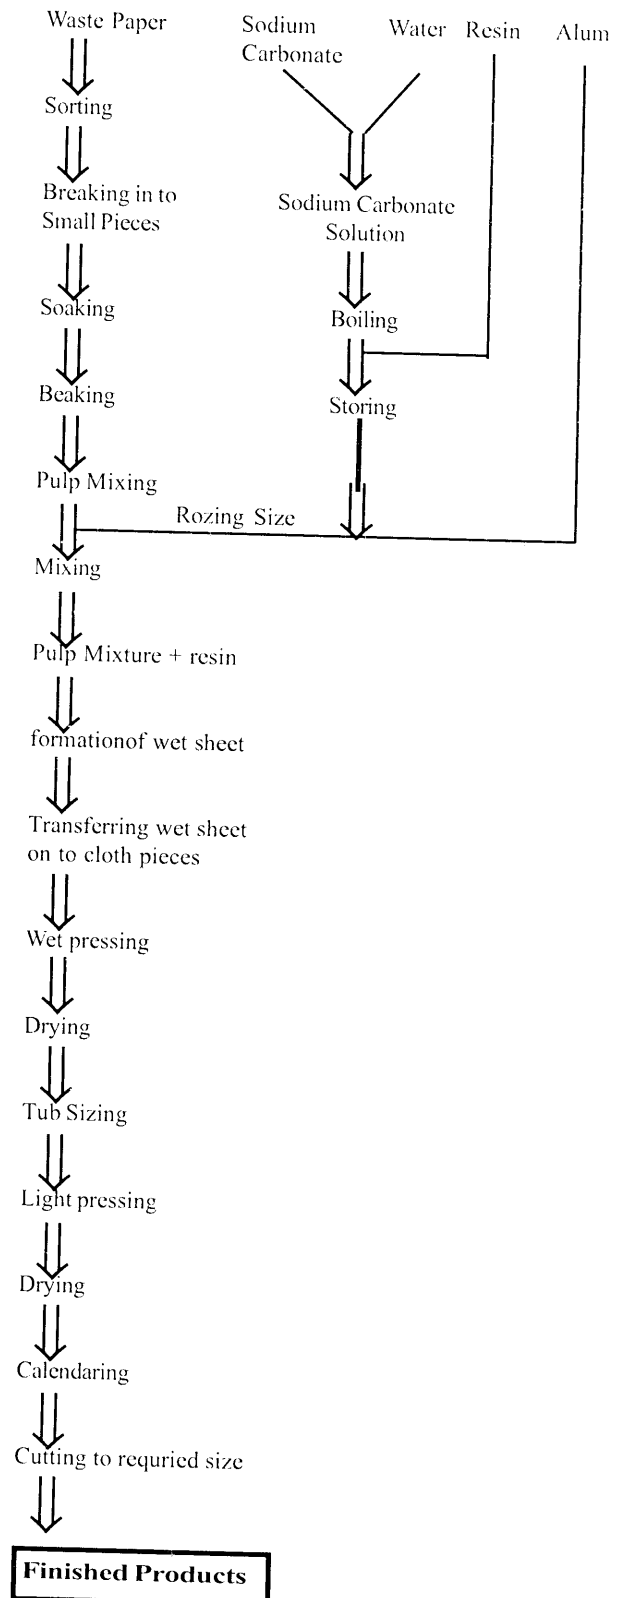 Waste Paper
Sodium
Carbonate
Water
Resin
Alum
Sorting
Breaking in to
Small Pieces
Sodium Carbonate
Solution
Soaking
Boiling
Beaking
Storing
Pulp Mixing
Rozing Size
Mixing
Pulp Mixture + resin
formationof wet sheet
Transferring wet sheet
on to cloth pieces
Wet pressing
Drying
Tub Sizing
Light pressing
Drying
Calendaring
Cutting to requried size
Finished Products